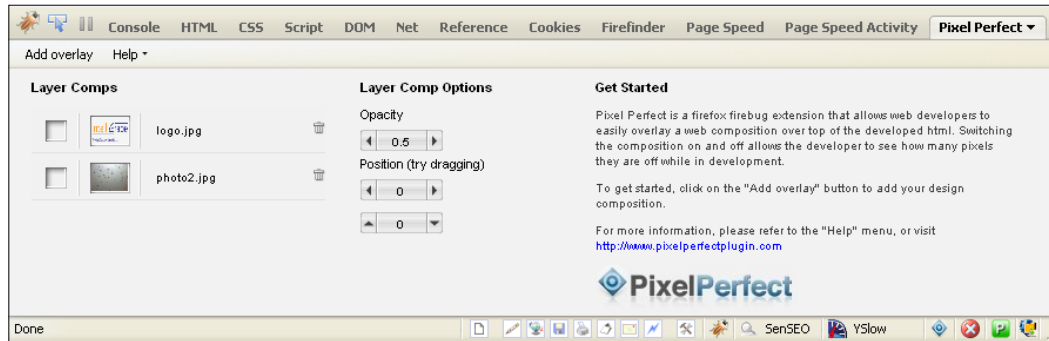 Console HTML CSS Script DOM Net Reference Cookies Firefinder Page Speed Page Speed Activity Pixel Perfect
Add overlay Help
Layer Comps
logo.jpg
photo2.jpg
Layer Comp Options
Opacity
0.5
Position (try dragging)
0
0
Get Started
Pixel Perfect is a firefox firebug extension that allows web developers to
easily overlay a web composition over top of the developed html. Switching
the composition on and off allows the developer to see how many pixels
they are off while in development.
To get started, click on the "Add overlay" button to add your design
composition.
For more information, please refer to the "Help" menu, or visit
http://www.pixelperfectplugin.com
PixelPerfect
Done SenSEO YSlow